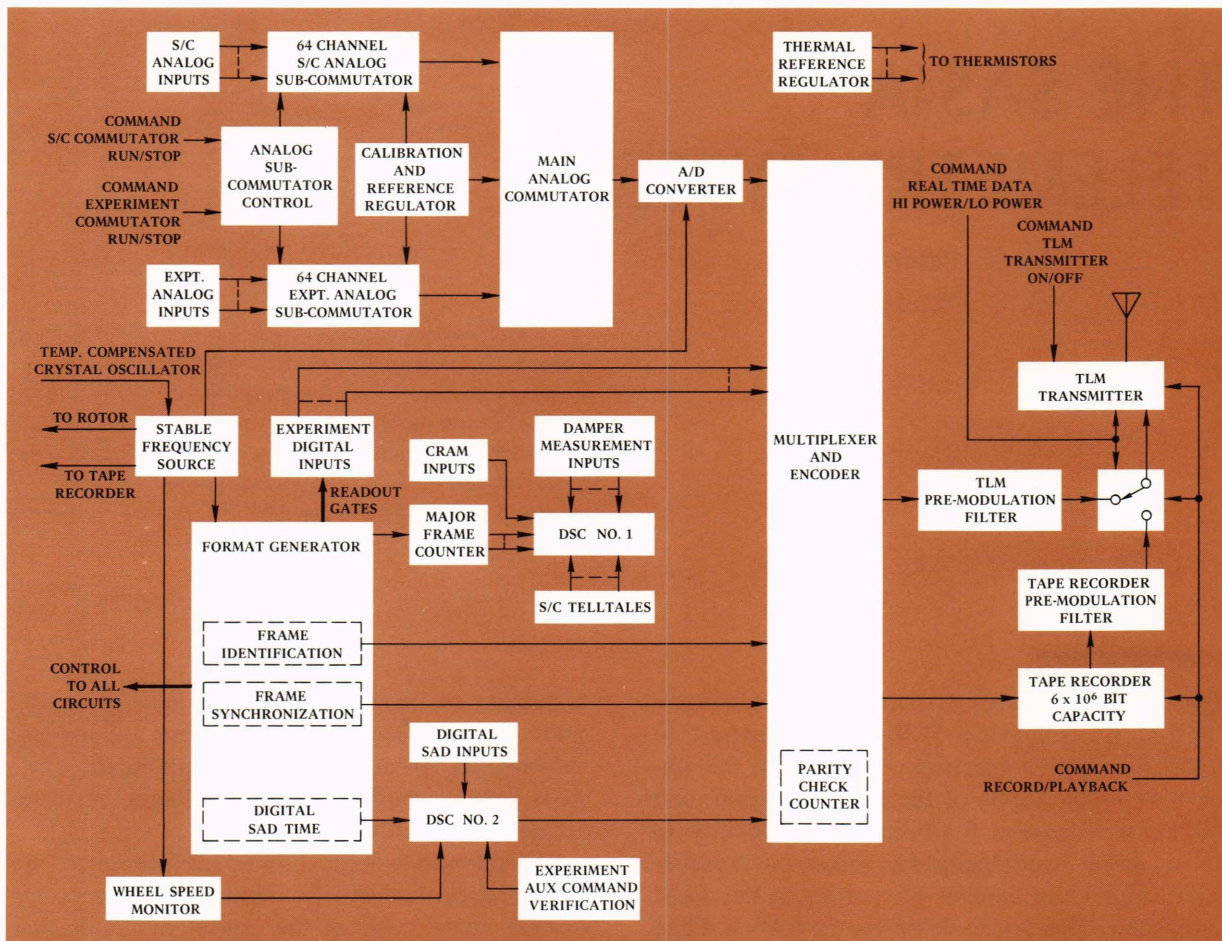 S/C
ANALOG
INPUTS
64 CHANNEL
S/C ANALOG
SUB-COMMUTATOR
THERMAL
REFERENCE
REGULATOR
TO THERMISTORS
COMMAND
S/C COMMUTATOR
RUN/STOP
COMMAND
EXPERIMENT
COMMUTATOR
RUN/STOP
ANALOG
SUB-
COMMUTATOR
CONTROL
CALIBRATION
AND
REFERENCE
REGULATOR
MAIN
ANALOG
COMMUTATOR
A/D
CONVERTER
COMMAND
REAL TIME DATA
HI POWER/LO POWER
COMMAND
TLM
TRANSMITTER
ON/OFF
EXPT.
ANALOG
INPUTS
64 CHANNEL
EXPT. ANALOG
SUB-COMMUTATOR
TEMP. COMPENSATED
CRYSTAL OSCILLATOR
TO ROTOR
TO TAPE
RECORDER
STABLE
FREQUENCY
SOURCE
EXPERIMENT
DIGITAL
INPUTS
READOUT
GATES
CRAM
INPUTS
DAMPER
MEASUREMENT
INPUTS
MULTIPLEXER
AND
ENCODER
TLM
TRANSMITTER
TLM
PRE-MODULATION
FILTER
FORMAT GENERATOR
MAJOR
FRAME
COUNTER
DSC NO. 1
S/C TELLTALES
TAPE RECORDER
PRE-MODULATION
FILTER
FRAME
IDENTIFICATION
CONTROL
TO ALL
CIRCUITS
FRAME
SYNCHRONIZATION
TAPE RECORDER
6 x 10⁶ BIT
CAPACITY
DIGITAL
SAD INPUTS
PARITY
CHECK
COUNTER
COMMAND
RECORD/PLAYBACK
DIGITAL
SAD TIME
DSC NO. 2
WHEEL SPEED
MONITOR
EXPERIMENT
AUX COMMAND
VERIFICATION